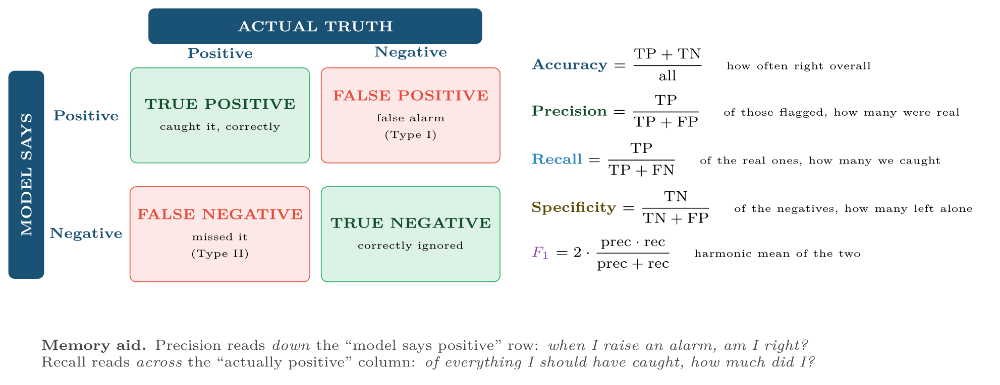 ACTUAL TRUTH
Positive
Negative
MODEL SAYS
Positive
TRUE POSITIVE
caught it, correctly
FALSE POSITIVE
false alarm
(Type I)
Negative
FALSE NEGATIVE
missed it
(Type II)
TRUE NEGATIVE
correctly ignored
Accuracy = (TP + TN) / all how often right overall
Precision = TP / (TP + FP) of those flagged, how many were real
Recall = TP / (TP + FN) of the real ones, how many we caught
Specificity = TN / (TN + FP) of the negatives, how many left alone
F₁ = 2 · (prec · rec) / (prec + rec) harmonic mean of the two
Memory aid. Precision reads down the “model says positive” row: when I raise an alarm, am I right?
Recall reads across the “actually positive” column: of everything I should have caught, how much did I?